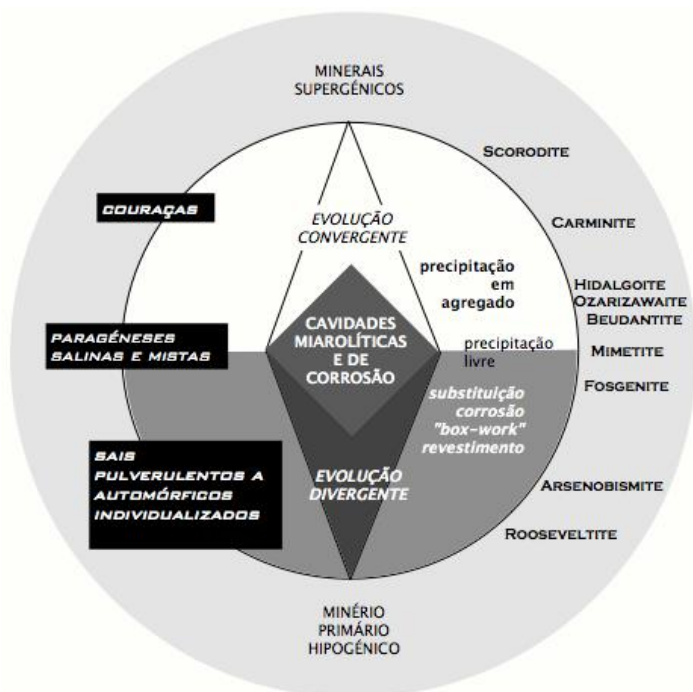 MINERAIS
SUPERGÉNICOS
SCORODITE
COURAÇAS
EVOLUÇÃO
CONVERGENTE
CARMINITE
precipitação
em
agregado
HIDALGOITE
OZARIZAWAITE
BEUDANTITE
CAVIDADES
MIAROLÍTICAS
E DE
CORROSÃO
PARAGÉNESES
SALINAS E MISTAS
precipitação
livre
MIMETITE
FOSGENITE
substituição
corrosão
"box-work"
revestimento
SAIS
PULVERULENTOS A
AUTOMÓRFICOS
INDIVIDUALIZADOS
EVOLUÇÃO
DIVERGENTE
ARSENOBISMITE
ROOSEVELTITE
MINÉRIO
PRIMÁRIO
HIPOGÉNICO